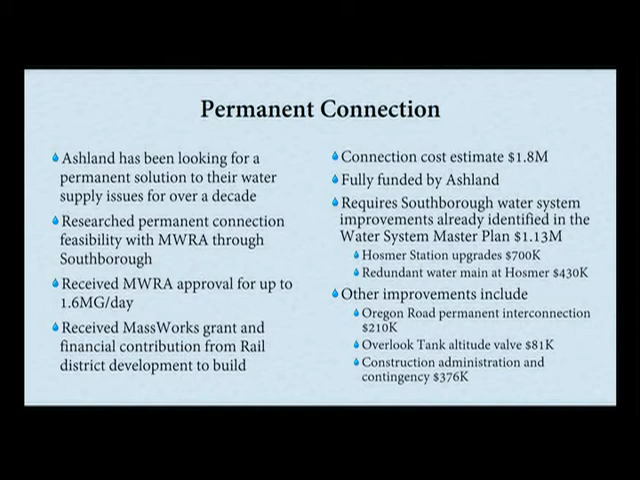 Permanent Connection
Ashland has been looking for a
permanent solution to their water
supply issues for over a decade
Researched permanent connection
feasibility with MWRA through
Southborough
Received MWRA approval for up to
1.6MG/day
Received MassWorks grant and
financial contribution from Rail
district development to build
Connection cost estimate $1.8M
Fully funded by Ashland
Requires Southborough water system
improvements already identified in the
Water System Master Plan $1.13M
Hosmer Station upgrades $700K
Redundant water main at Hosmer $430K
Other improvements include
Oregon Road permanent interconnection
$210K
Overlook Tank altitude valve $81K
Construction administration and
contingency $376K